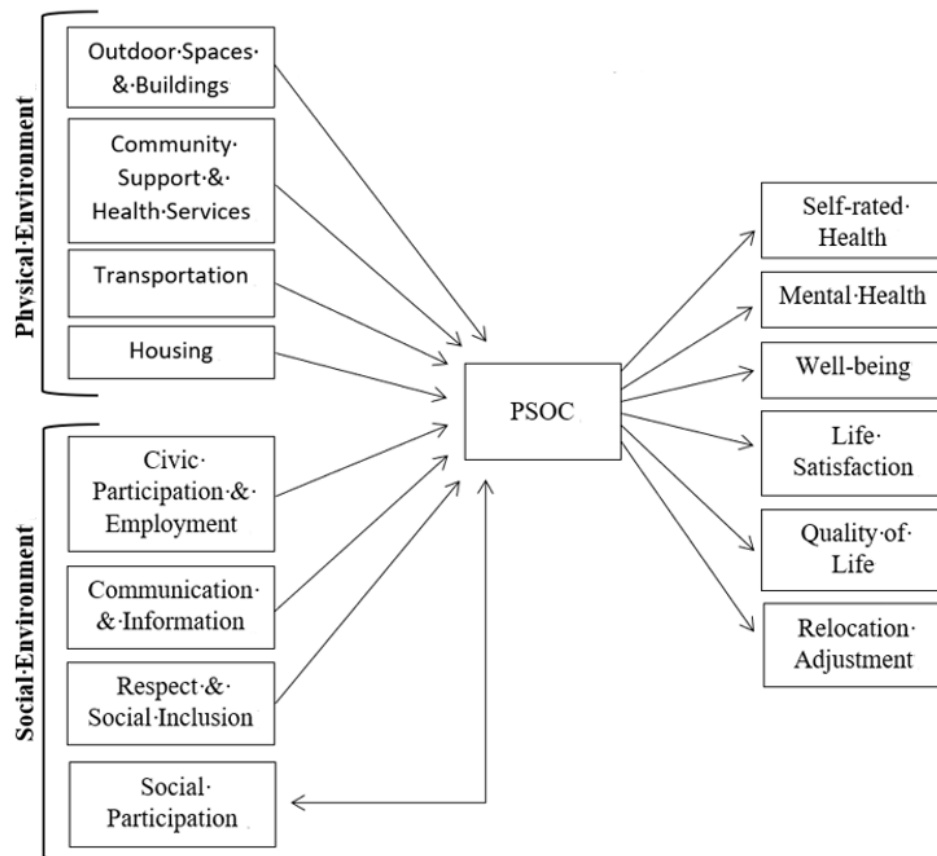 Physical·Environment
Outdoor·Spaces·
&·Buildings
Community·
Support·&·
Health·Services
Transportation
Housing
Social·Environment
Civic·
Participation·&·
Employment
Communication·
&·Information
Respect·&·
Social·Inclusion
Social·
Participation
PSOC
Self-rated·
Health
Mental·Health
Well-being
Life·
Satisfaction
Quality·of·
Life
Relocation·
Adjustment